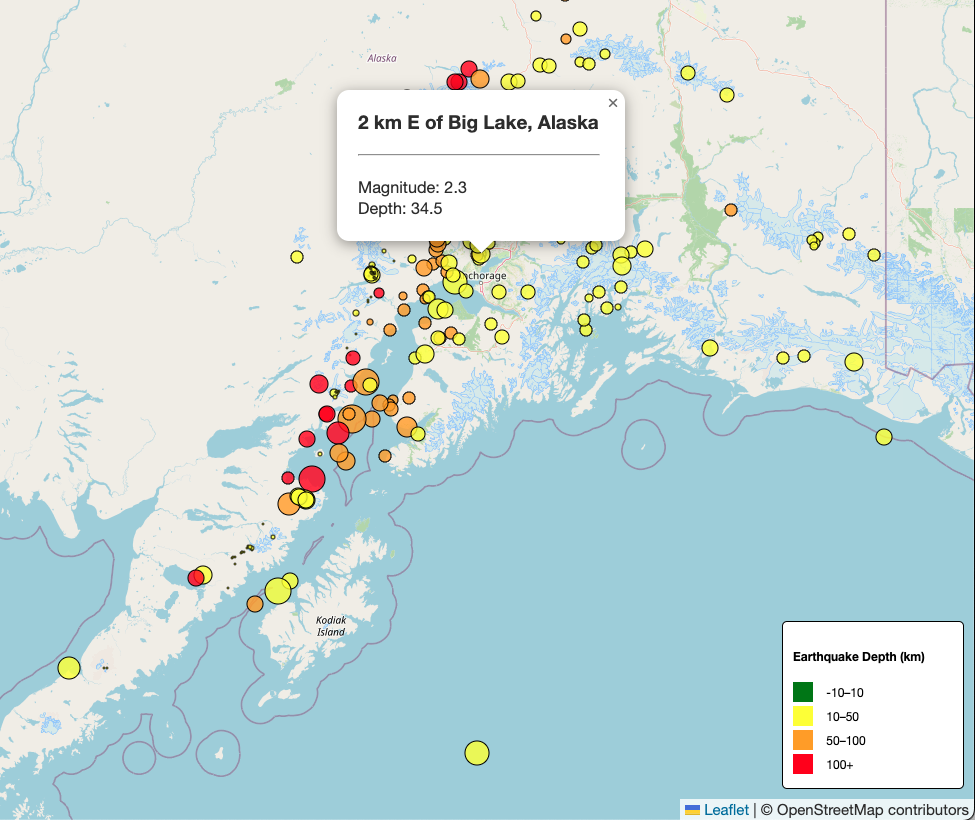 Alaska
×
2 km E of Big Lake, Alaska
Magnitude: 2.3
Depth: 34.5
chorage
Kodiak
Island
Earthquake Depth (km)
-10–10
10–50
50–100
100+
Leaflet | © OpenStreetMap contributors